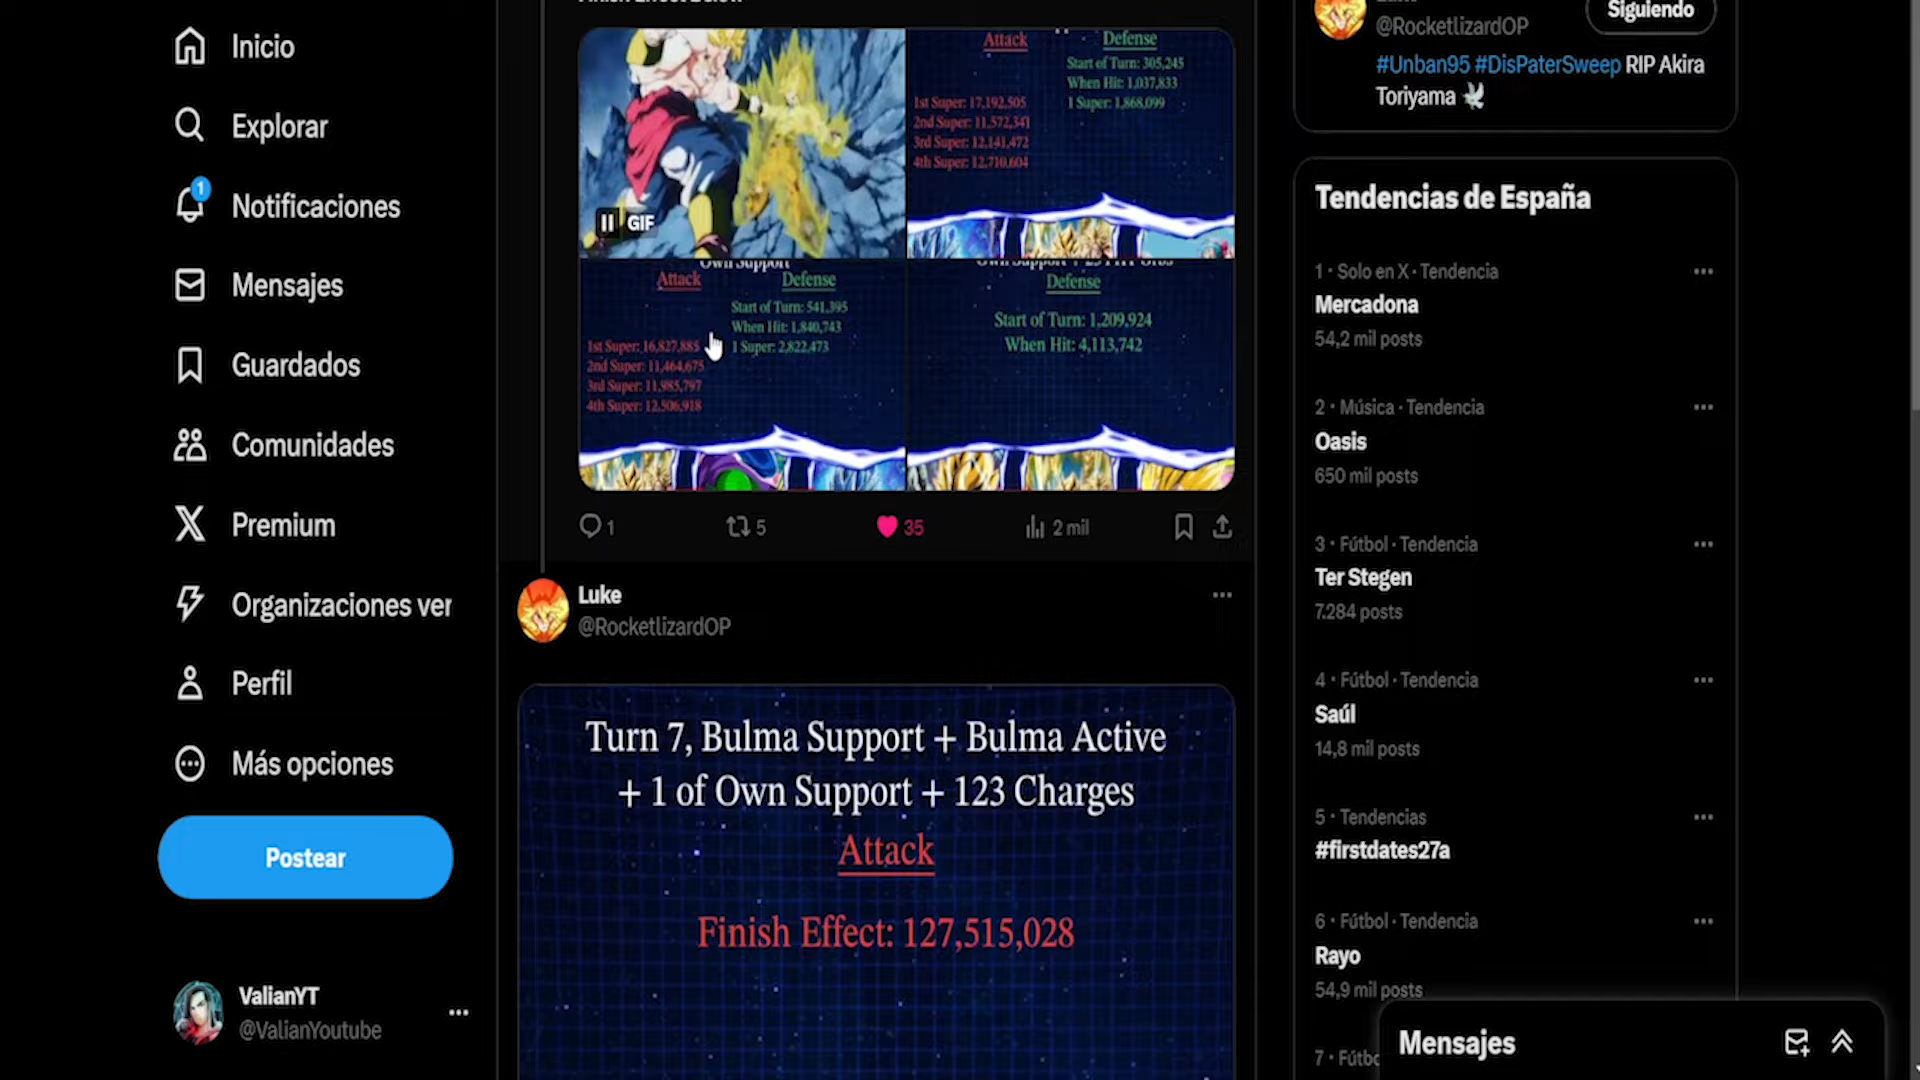 Inicio
Explorar
1
Notificaciones
Mensajes
Guardados
Comunidades
Premium
Organizaciones ver
Perfil
Más opciones
Postear
ValianYT
@ValianYoutube
GIF
Attack
Defense
Start of Turn: 305,245
When Hit: 1,037,833
1 Super: 1,868,099
1st Super: 17,192,505
2nd Super: 11,572,341
3rd Super: 12,141,472
4th Super: 12,710,604
Own Support
Attack
Defense
Start of Turn: 541,395
When Hit: 1,840,743
1 Super: 2,822,473
1st Super: 16,827,885
2nd Super: 11,464,675
3rd Super: 11,985,797
4th Super: 12,506,918
Defense
Start of Turn: 1,209,924
When Hit: 4,113,742
1
5
35
2 mil
Luke
@RocketlizardOP
Turn 7, Bulma Support + Bulma Active
+ 1 of Own Support + 123 Charges
Attack
Finish Effect: 127,515,028
@RocketlizardOP
Siguiendo
#Unban95 #DisPaterSweep RIP Akira
Toriyama
Tendencias de España
1 · Solo en X · Tendencia
Mercadona
54,2 mil posts
2 · Música · Tendencia
Oasis
650 mil posts
3 · Fútbol · Tendencia
Ter Stegen
7.284 posts
4 · Fútbol · Tendencia
Saúl
14,8 mil posts
5 · Tendencias
#firstdates27a
6 · Fútbol · Tendencia
Rayo
54,9 mil posts
7 · Fútbo
Mensajes